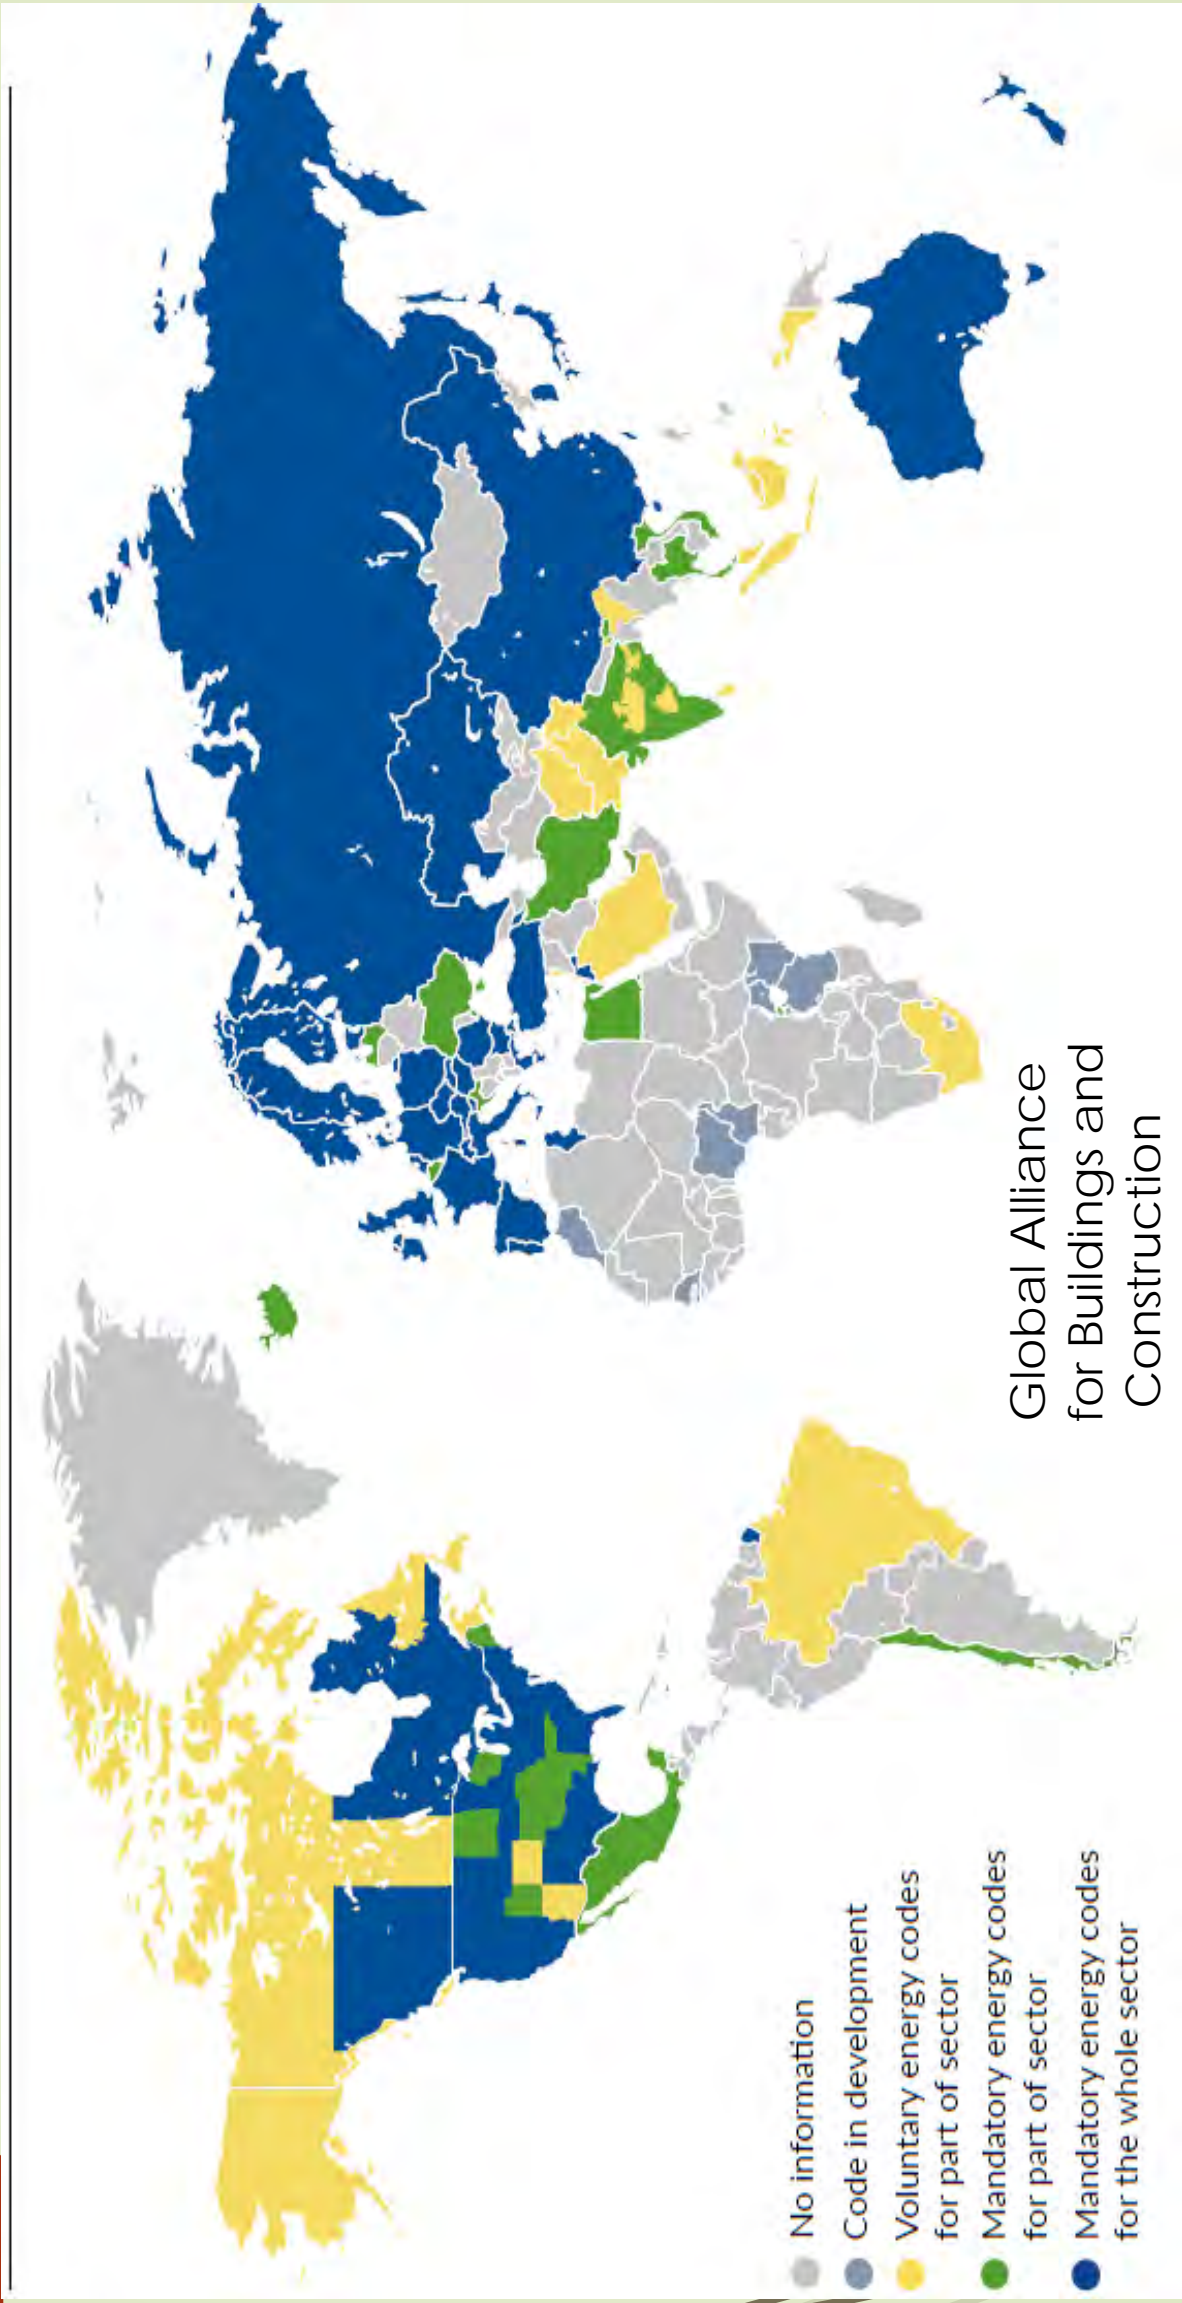 No information
Code in development
Voluntary energy codes
for part of sector
Mandatory energy codes
for part of sector
Mandatory energy codes
for the whole sector
Global Alliance
for Buildings and
Construction